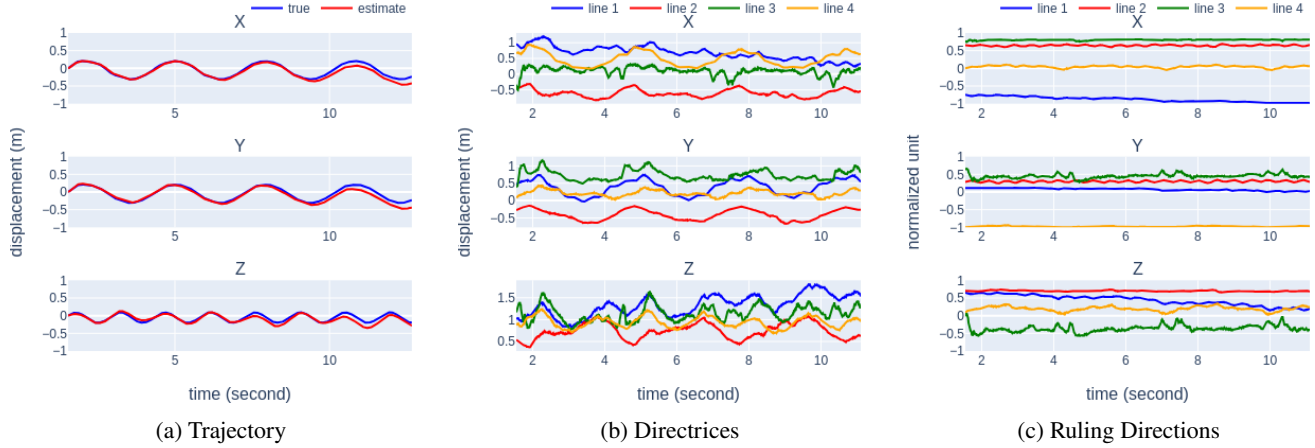 true estimate
X
1
0.5
0
−0.5
−1
5
10
Y
1
0.5
0
−0.5
−1
5
10
Z
1
0.5
0
−0.5
−1
5
10
displacement (m)
time (second)
(a) Trajectory
line 1 line 2 line 3 line 4
X
1
0.5
0
−0.5
2 4 6 8 10
Y
1
0.5
0
−0.5
2 4 6 8 10
Z
1.5
1
0.5
2 4 6 8 10
displacement (m)
time (second)
(b) Directrices
line 1 line 2 line 3 line 4
X
1
0.5
0
−0.5
−1
2 4 6 8 10
Y
1
0.5
0
−0.5
1
2 4 6 8 10
Z
1
0.5
0
−0.5
−1
2 4 6 8 10
normalized unit
time (second)
(c) Ruling Directions